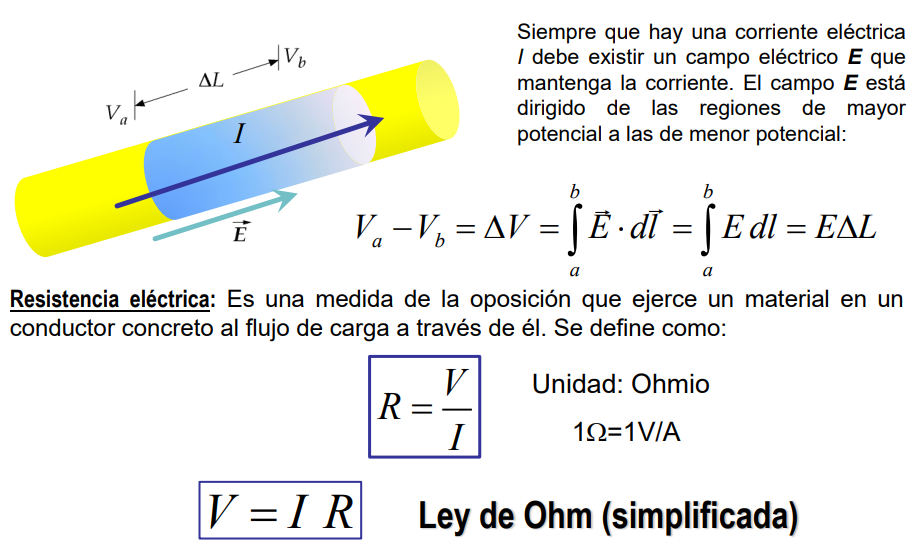 Siempre que hay una corriente eléctrica
I debe existir un campo eléctrico E que
mantenga la corriente. El campo E está
dirigido de las regiones de mayor
potencial a las de menor potencial:
V_b
ΔL
V_a
I
E⃗
V_a − V_b = ΔV = ∫_a^b E⃗ · dl⃗ = ∫_a^b E dl = EΔL
Resistencia eléctrica: Es una medida de la oposición que ejerce un material en un
conductor concreto al flujo de carga a través de él. Se define como:
R = V/I
Unidad: Ohmio
1Ω=1V/A
V = I R
Ley de Ohm (simplificada)